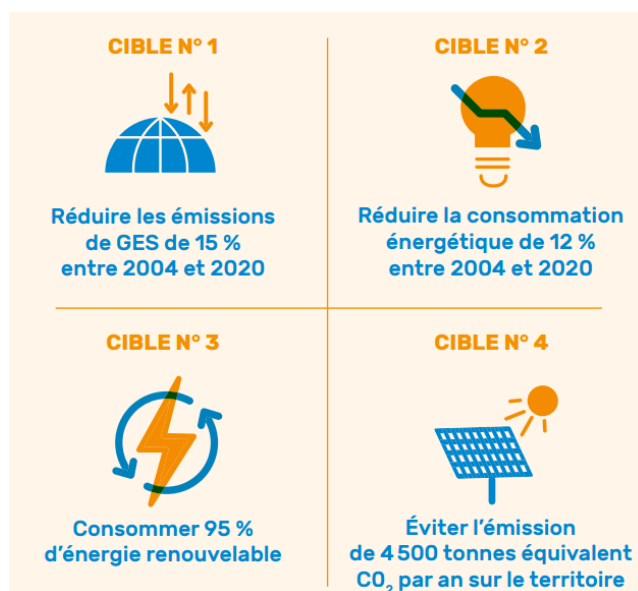 CIBLE N° 1
Réduire les émissions
de GES de 15 %
entre 2004 et 2020
CIBLE N° 2
Réduire la consommation
énergétique de 12 %
entre 2004 et 2020
CIBLE N° 3
Consommer 95 %
d’énergie renouvelable
CIBLE N° 4
Éviter l’émission
de 4 500 tonnes équivalent
CO₂ par an sur le territoire